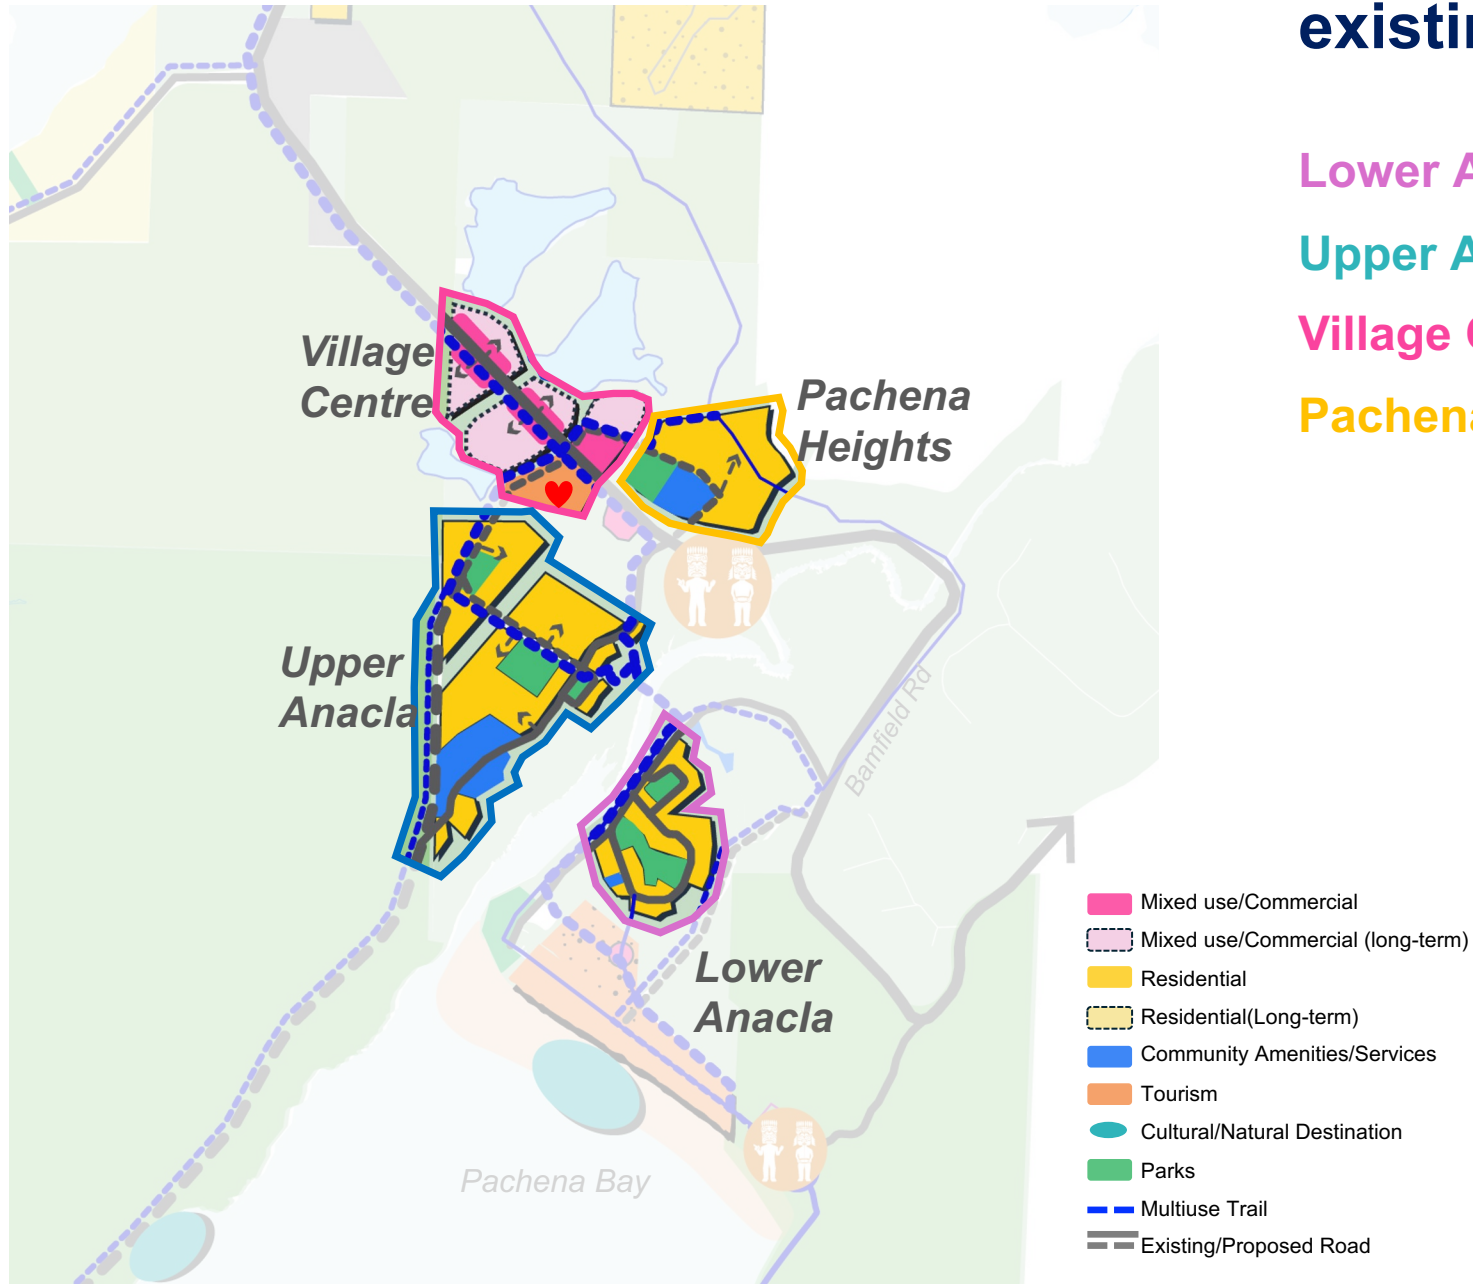 existin
Lower A
Upper A
Village C
Pachena
Village
Centre
Pachena
Heights
Upper
Anacla
Bamfield Rd
Lower
Anacla
Pachena Bay
Mixed use/Commercial
Mixed use/Commercial (long-term)
Residential
Residential(Long-term)
Community Amenities/Services
Tourism
Cultural/Natural Destination
Parks
Multiuse Trail
Existing/Proposed Road